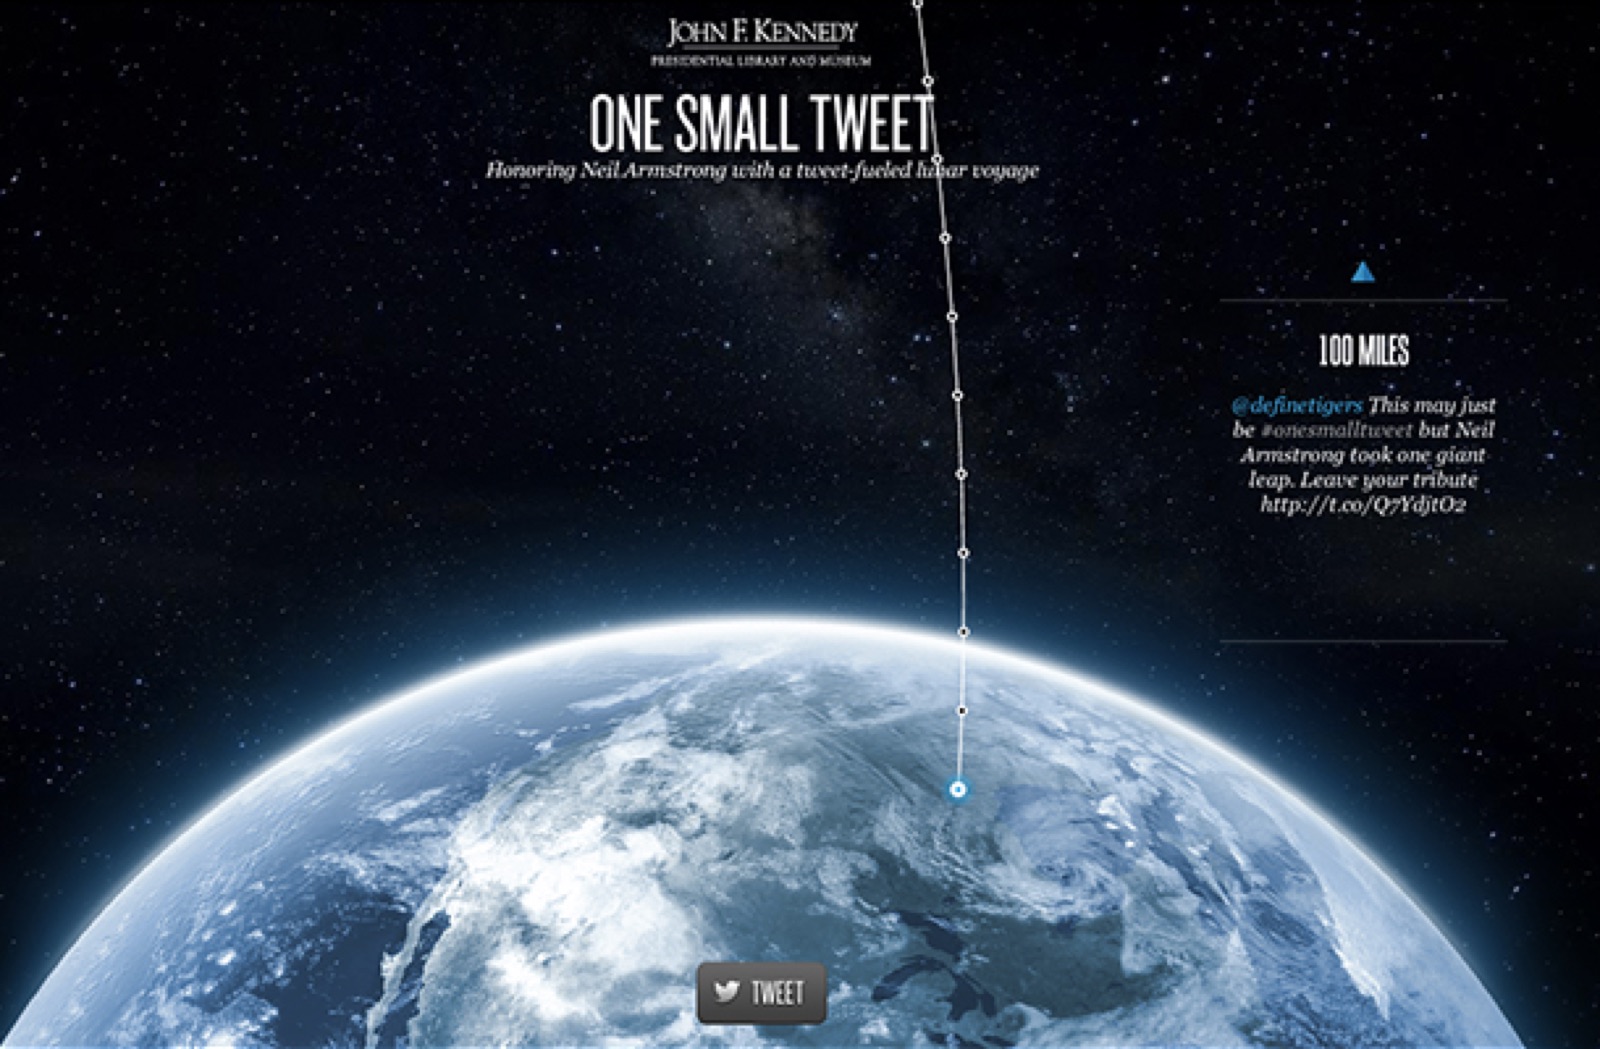 JOHN F. KENNEDY
PRESIDENTIAL LIBRARY AND MUSEUM
ONE SMALL TWEET
Honoring Neil Armstrong with a tweet-fueled lunar voyage
100 MILES
@definetigers This may just
be #onesmalltweet but Neil
Armstrong took one giant
leap. Leave your tribute
http://t.co/Q7YdjtO2
TWEET